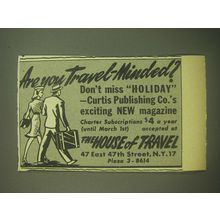 Are you Travel-Minded?
Don't miss "HOLIDAY"
—Curtis Publishing Co.'s
exciting NEW magazine
Charter Subscriptions $4 a year
(until March 1st) accepted at
THE HOUSE of TRAVEL
47 East 47th Street, N.Y. 17
Plaza 3-8614